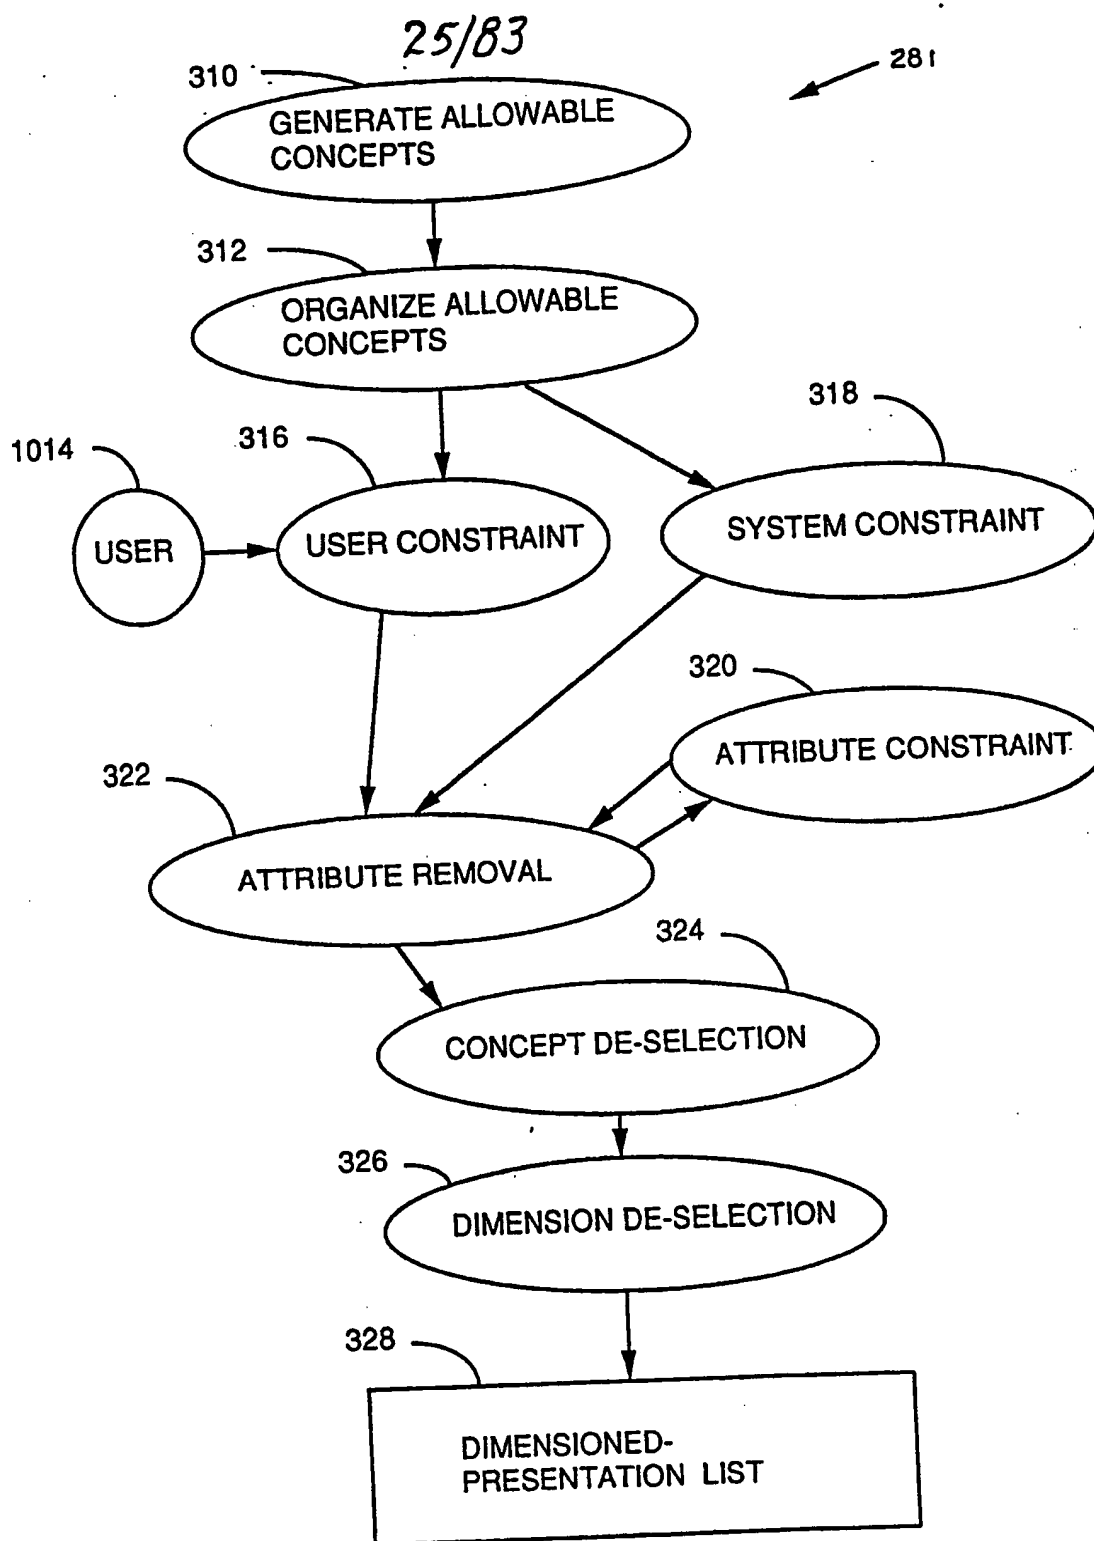 25/83
310
281
GENERATE ALLOWABLE
CONCEPTS
312
ORGANIZE ALLOWABLE
CONCEPTS
318
1014
316
USER
USER CONSTRAINT
SYSTEM CONSTRAINT
320
ATTRIBUTE CONSTRAINT
322
ATTRIBUTE REMOVAL
324
CONCEPT DE-SELECTION
326
DIMENSION DE-SELECTION
328
DIMENSIONED-
PRESENTATION LIST